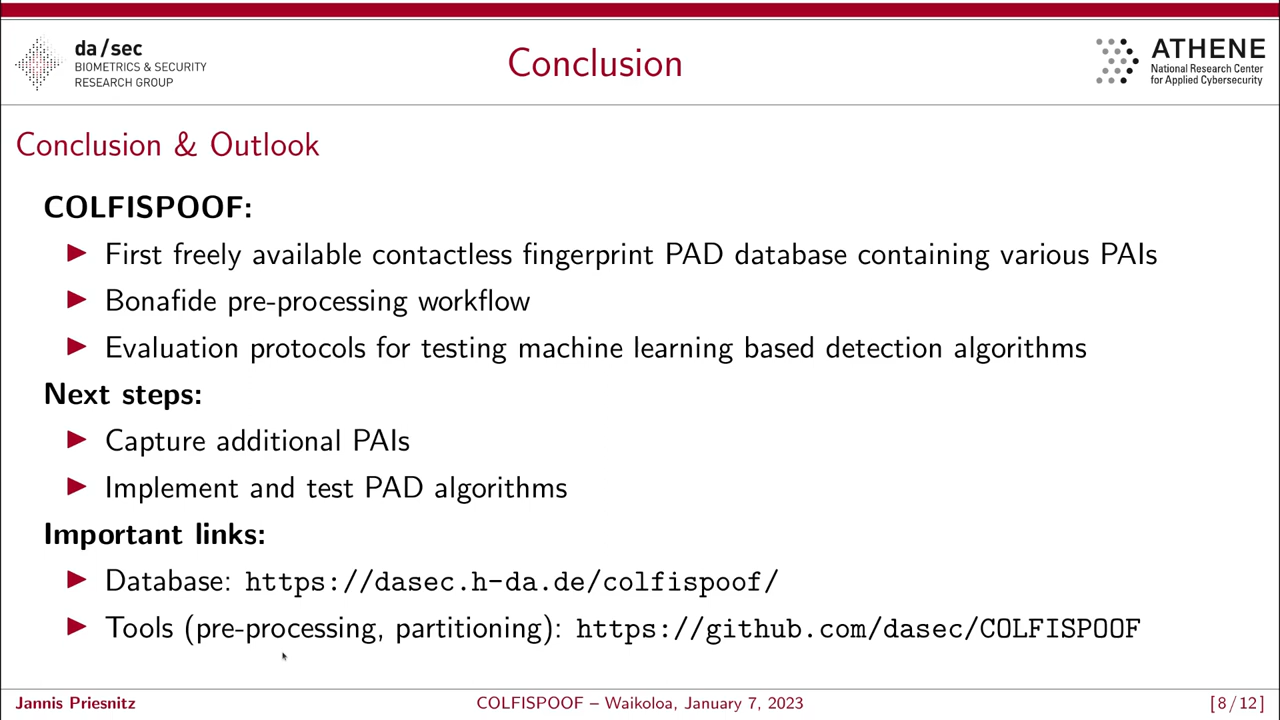 da/sec
BIOMETRICS & SECURITY
RESEARCH GROUP
Conclusion
ATHENE
National Research Center
for Applied Cybersecurity
Conclusion & Outlook
COLFISPOOF:
▶ First freely available contactless fingerprint PAD database containing various PAIs
▶ Bonafide pre-processing workflow
▶ Evaluation protocols for testing machine learning based detection algorithms
Next steps:
▶ Capture additional PAIs
▶ Implement and test PAD algorithms
Important links:
▶ Database: https://dasec.h-da.de/colfispoof/
▶ Tools (pre-processing, partitioning): https://github.com/dasec/COLFISPOOF
Jannis Priesnitz
COLFISPOOF – Waikoloa, January 7, 2023
[8/12]